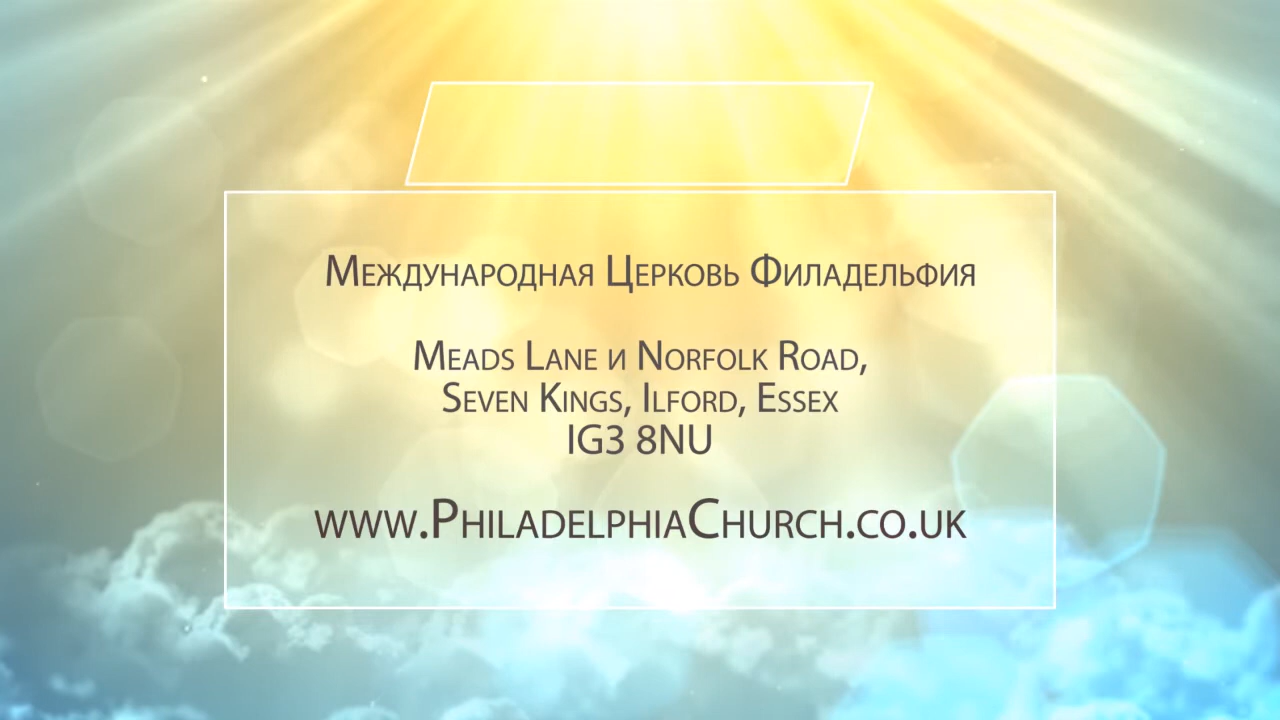 Международная Церковь Филадельфия
Meads Lane и Norfolk Road,
Seven Kings, Ilford, Essex
IG3 8NU
www.PhiladelphiaChurch.co.uk